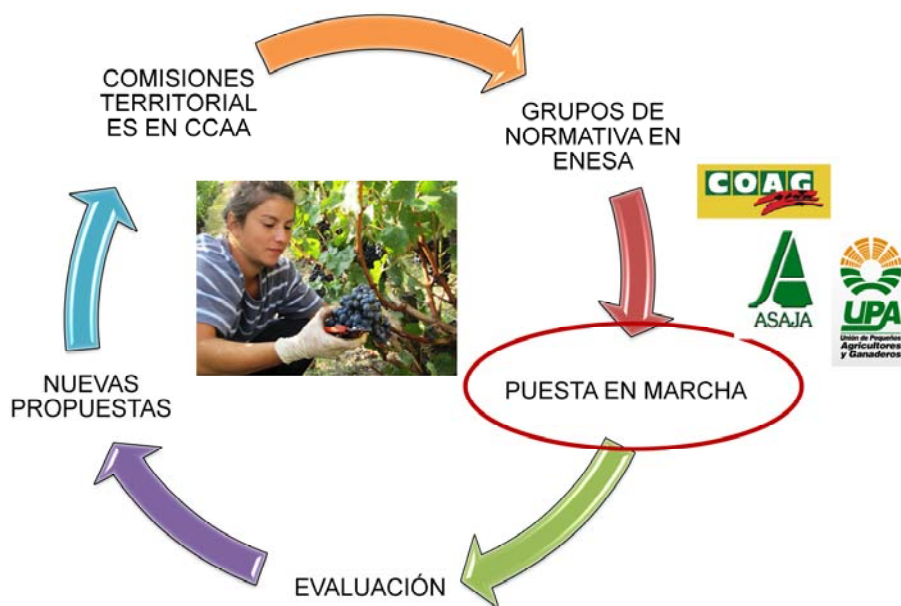 COMISIONES
TERRITORIAL
ES EN CCAA
GRUPOS DE
NORMATIVA EN
ENESA
COAG
ASAJA
UPA
Unión de Pequeños
Agricultores
y Ganaderos
PUESTA EN MARCHA
NUEVAS
PROPUESTAS
EVALUACIÓN